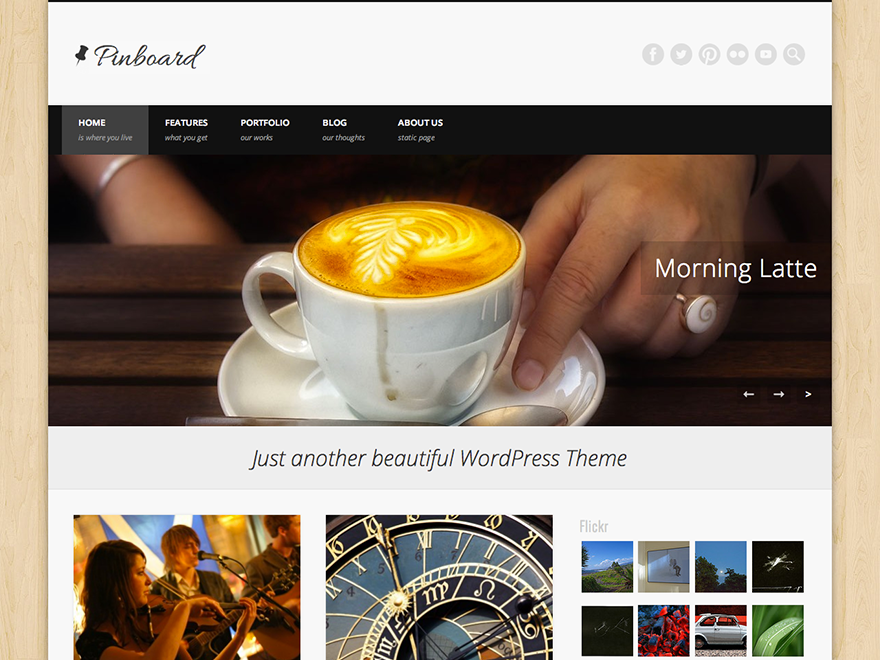 Pinboard
HOME
is where you live
FEATURES
what you get
PORTFOLIO
our works
BLOG
our thoughts
ABOUT US
static page
Morning Latte
Just another beautiful WordPress Theme
Flickr